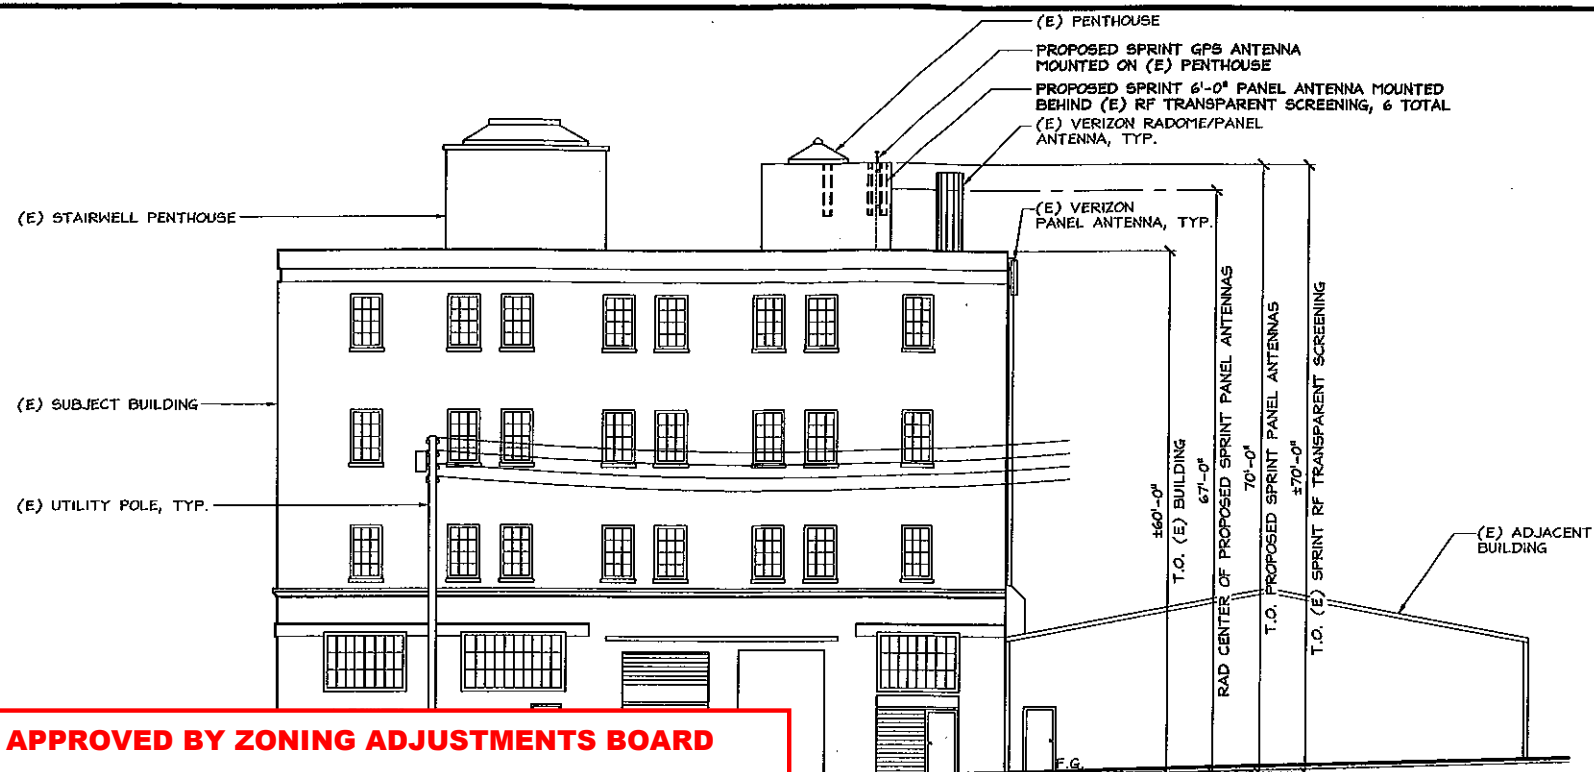 (E) PENTHOUSE
PROPOSED SPRINT GPS ANTENNA
MOUNTED ON (E) PENTHOUSE
PROPOSED SPRINT 6'-0" PANEL ANTENNA MOUNTED
BEHIND (E) RF TRANSPARENT SCREENING, 6 TOTAL
(E) VERIZON RADOME/PANEL
ANTENNA, TYP.
(E) STAIRWELL PENTHOUSE
(E) VERIZON
PANEL ANTENNA, TYP.
(E) SUBJECT BUILDING
(E) UTILITY POLE, TYP.
±60'-0"
T.O. (E) BUILDING
67'-0"
RAD CENTER OF PROPOSED SPRINT PANEL ANTENNAS
70'-0"
T.O. PROPOSED SPRINT PANEL ANTENNAS
±70'-0"
T.O. (E) SPRINT RF TRANSPARENT SCREENING
(E) ADJACENT
BUILDING
F.G.
APPROVED BY ZONING ADJUSTMENTS BOARD